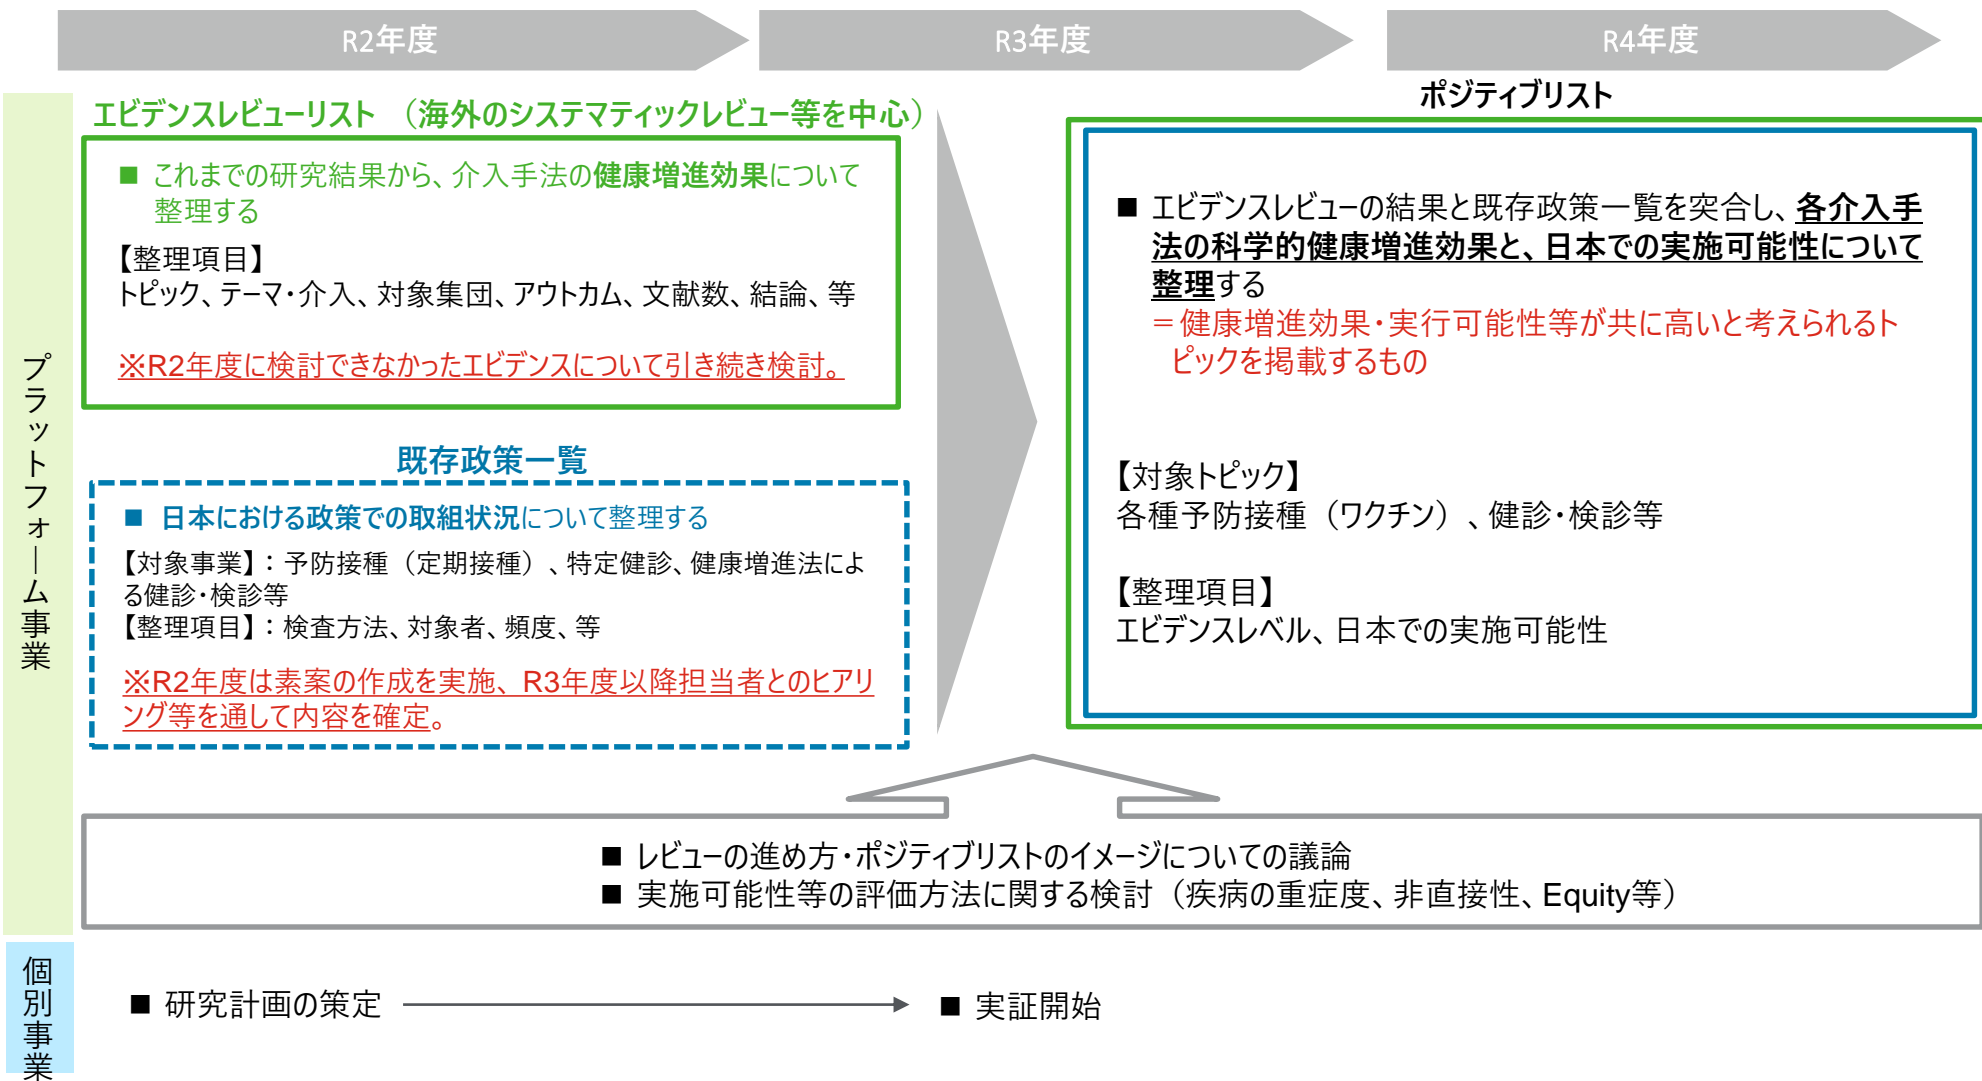 R2年度
R3年度
R4年度
プラットフォーム事業
エビデンスレビューリスト （海外のシステマティックレビュー等を中心）
■ これまでの研究結果から、介入手法の健康増進効果について
整理する
【整理項目】
トピック、テーマ・介入、対象集団、アウトカム、文献数、結論、等
※R2年度に検討できなかったエビデンスについて引き続き検討。
既存政策一覧
■ 日本における政策での取組状況について整理する
【対象事業】：予防接種（定期接種）、特定健診、健康増進法によ
る健診・検診等
【整理項目】：検査方法、対象者、頻度、等
※R2年度は素案の作成を実施、R3年度以降担当者とのヒアリ
ング等を通して内容を確定。
ポジティブリスト
■ エビデンスレビューの結果と既存政策一覧を突合し、各介入手
法の科学的健康増進効果と、日本での実施可能性について
整理する
＝健康増進効果・実行可能性等が共に高いと考えられるト
ピックを掲載するもの
【対象トピック】
各種予防接種（ワクチン）、健診・検診等
【整理項目】
エビデンスレベル、日本での実施可能性
■ レビューの進め方・ポジティブリストのイメージについての議論
■ 実施可能性等の評価方法に関する検討（疾病の重症度、非直接性、Equity等）
個別事業
■ 研究計画の策定
■ 実証開始